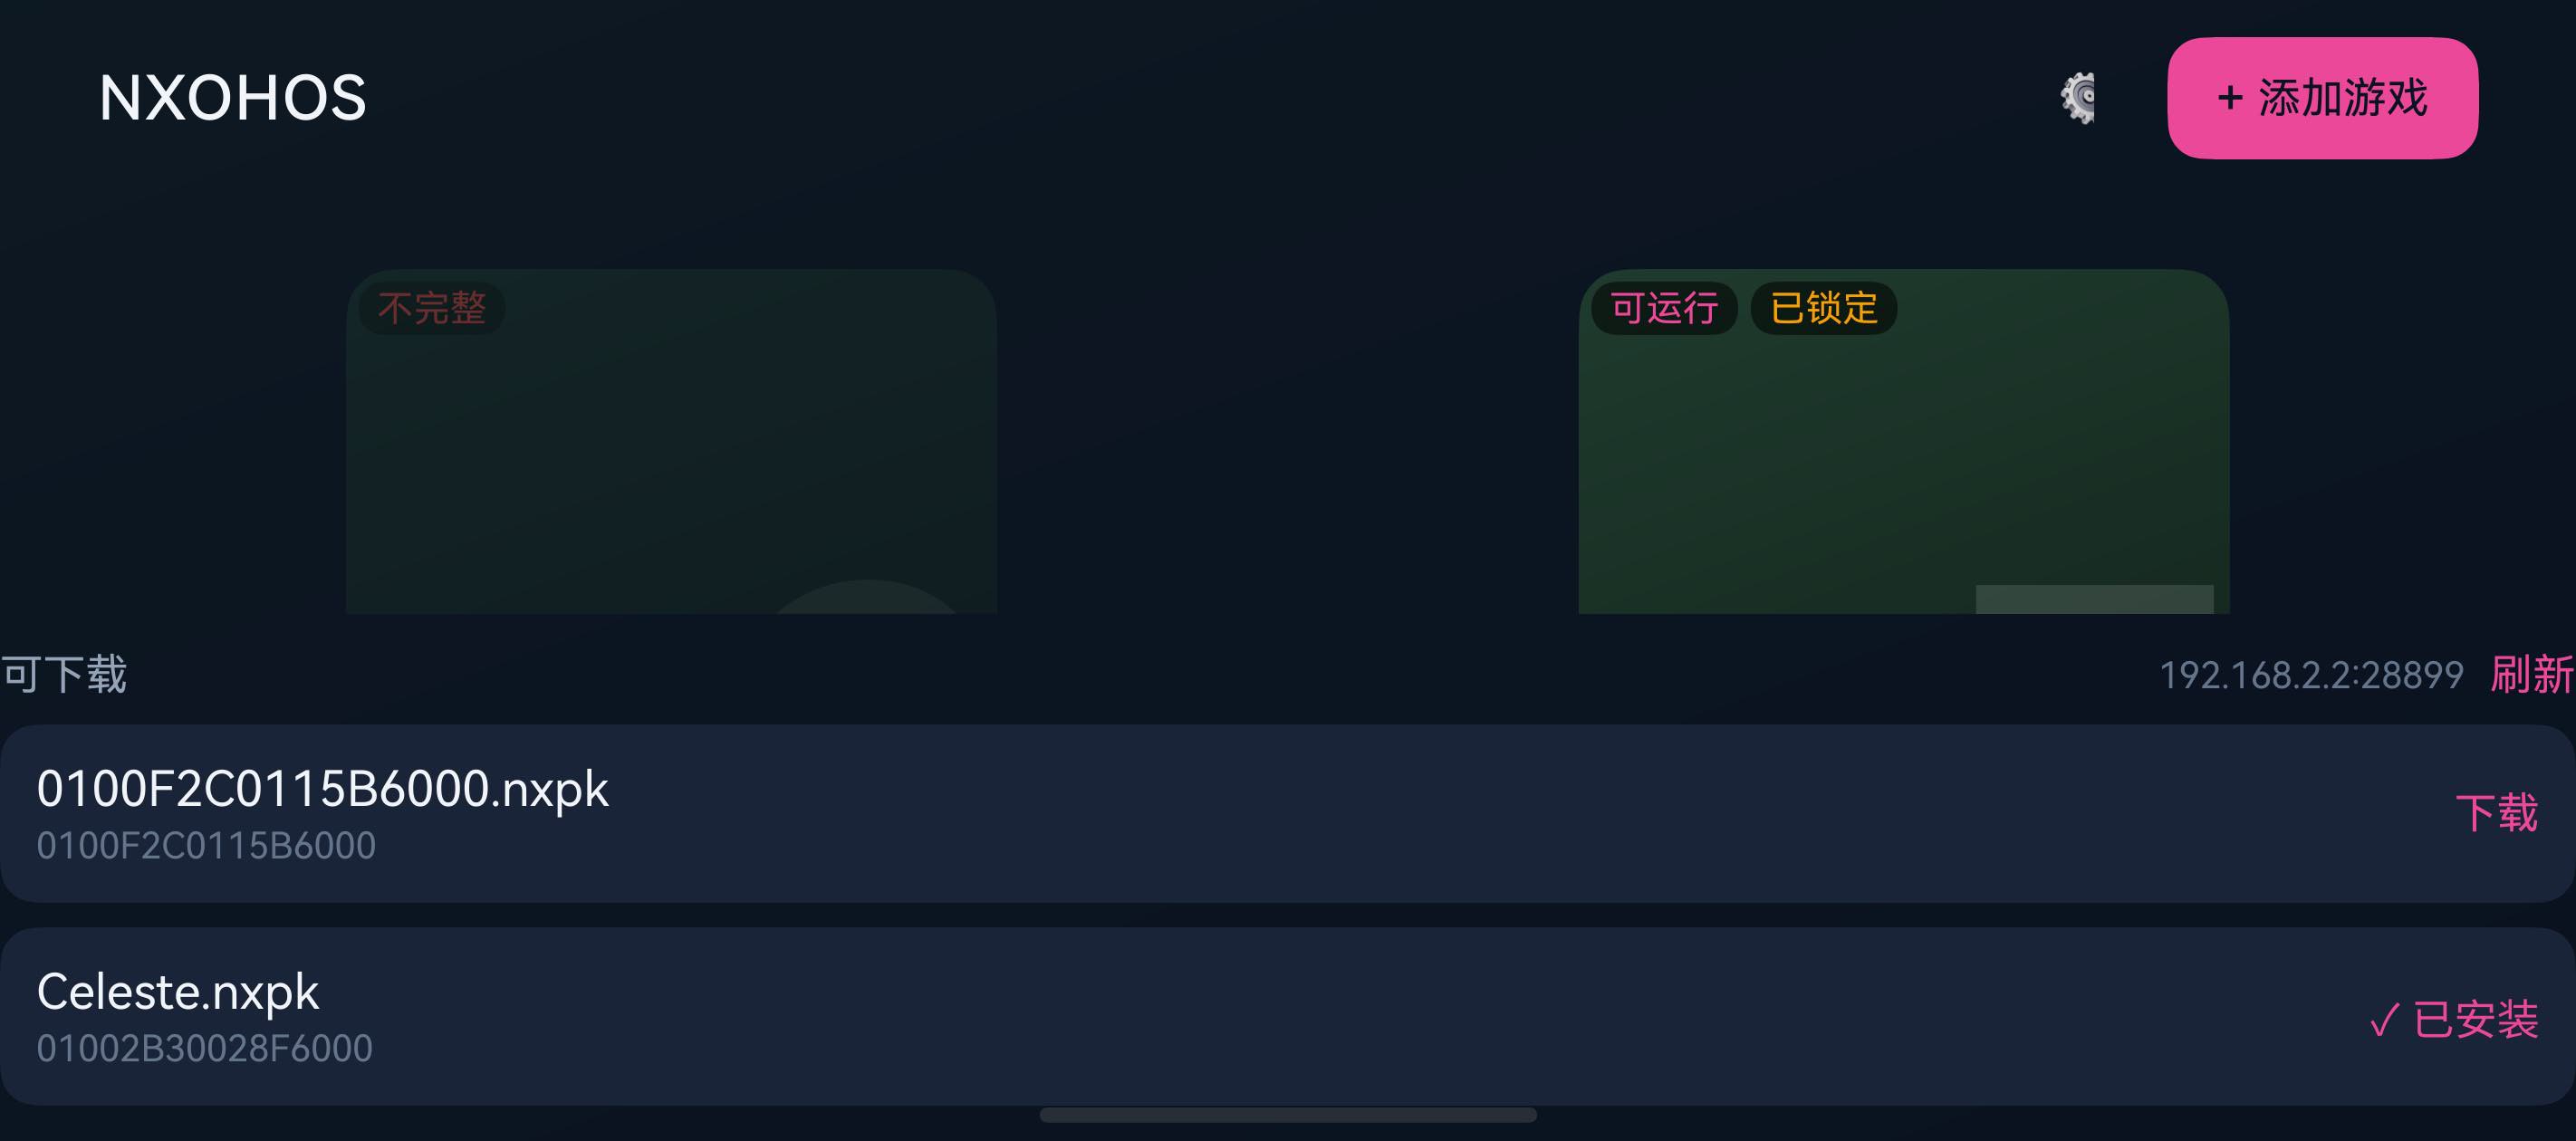 NXOHOS
+ 添加游戏
不完整
可运行 已锁定
可下载
192.168.2.2:28899 刷新
0100F2C0115B6000.nxpk
0100F2C0115B6000
下载
Celeste.nxpk
01002B30028F6000
✓ 已安装